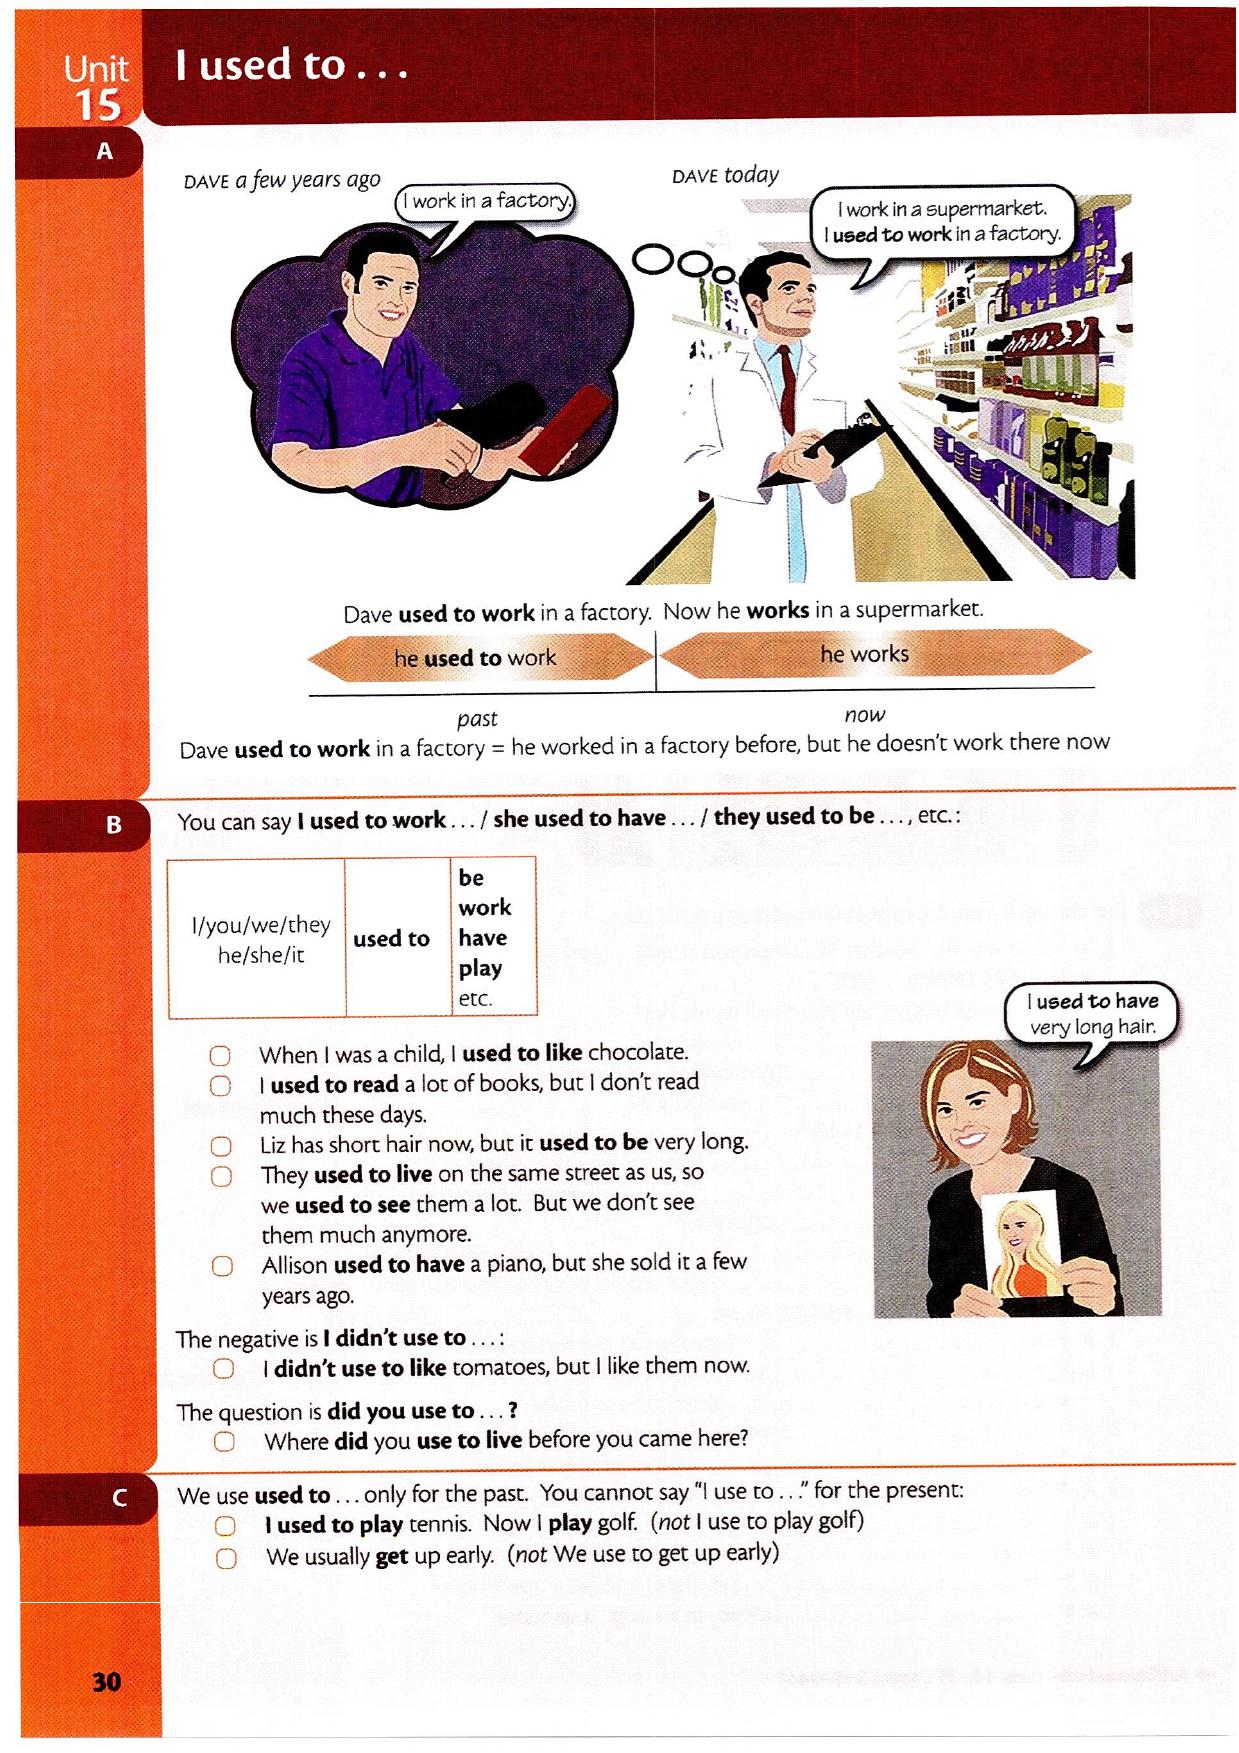 Unit
15
I used to . . .
A
DAVE a few years ago
I work in a factory.
DAVE today
I work in a supermarket.
I used to work in a factory.
Dave used to work in a factory. Now he works in a supermarket.
he used to work
he works
past
now
Dave used to work in a factory = he worked in a factory before, but he doesn't work there now
B
You can say I used to work . . . / she used to have . . . / they used to be . . . , etc.:
I/you/we/they
he/she/it
used to
be
work
have
play
etc.
I used to have
very long hair.
When I was a child, I used to like chocolate.
I used to read a lot of books, but I don't read
much these days.
Liz has short hair now, but it used to be very long.
They used to live on the same street as us, so
we used to see them a lot. But we don't see
them much anymore.
Allison used to have a piano, but she sold it a few
years ago.
The negative is I didn't use to . . . :
I didn't use to like tomatoes, but I like them now.
The question is did you use to . . . ?
Where did you use to live before you came here?
C
We use used to . . . only for the past. You cannot say "I use to . . ." for the present:
I used to play tennis. Now I play golf. (not I use to play golf)
We usually get up early. (not We use to get up early)
30